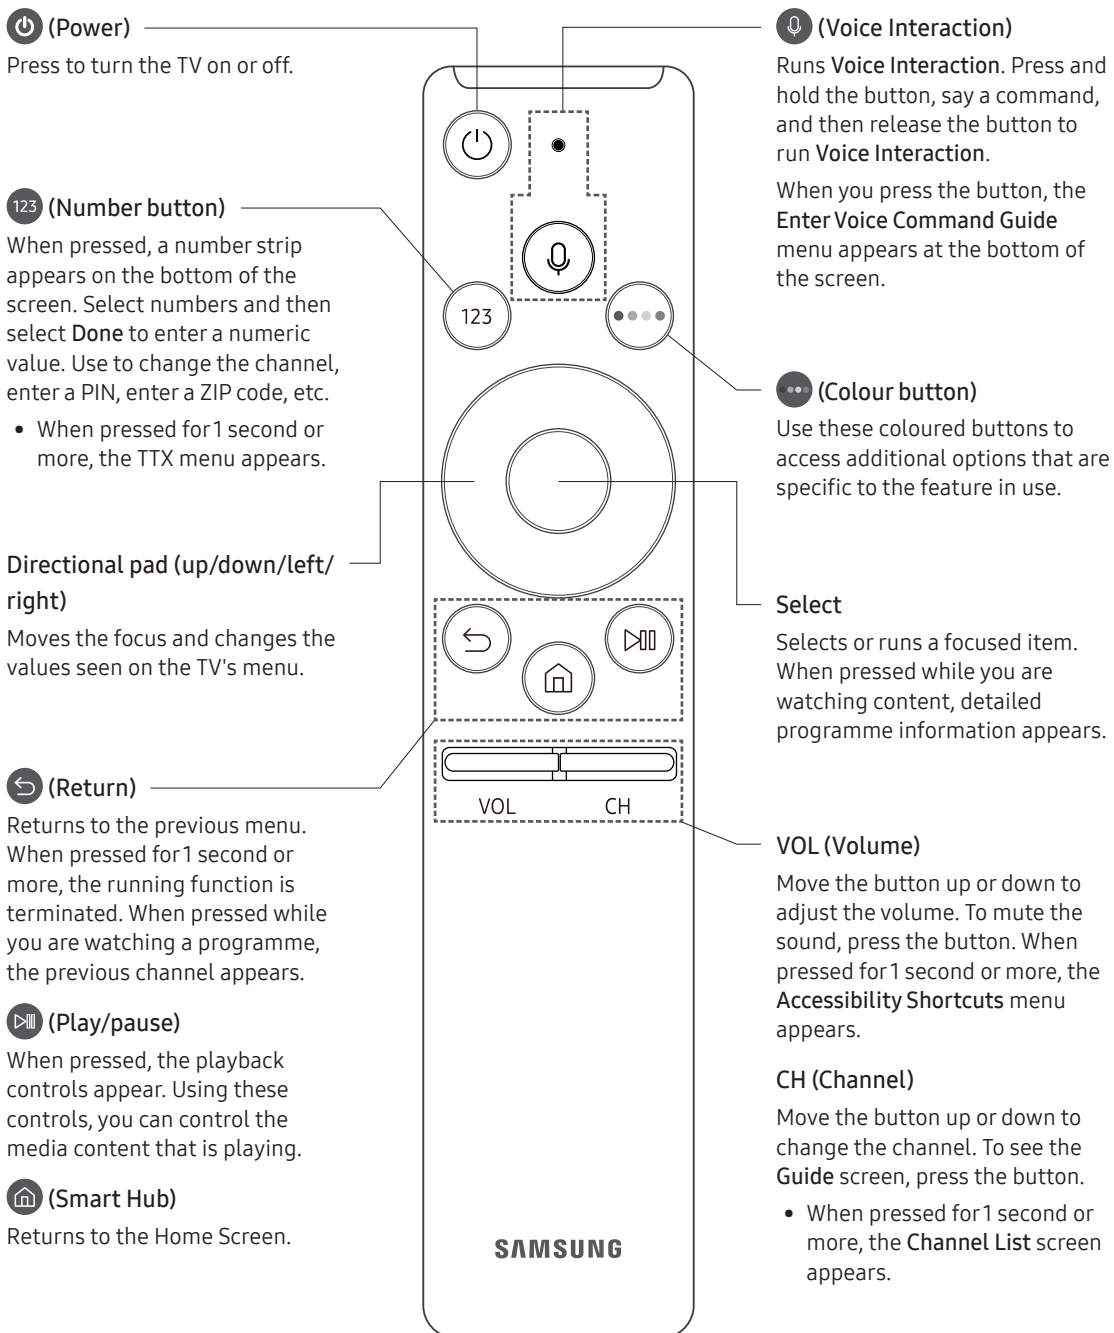 (Power)
Press to turn the TV on or off.
123 (Number button)
When pressed, a number strip
appears on the bottom of the
screen. Select numbers and then
select Done to enter a numeric
value. Use to change the channel,
enter a PIN, enter a ZIP code, etc.
• When pressed for 1 second or
more, the TTX menu appears.
Directional pad (up/down/left/
right)
Moves the focus and changes the
values seen on the TV's menu.
(Return)
Returns to the previous menu.
When pressed for 1 second or
more, the running function is
terminated. When pressed while
you are watching a programme,
the previous channel appears.
(Play/pause)
When pressed, the playback
controls appear. Using these
controls, you can control the
media content that is playing.
(Smart Hub)
Returns to the Home Screen.
123
VOL CH
SAMSUNG
(Voice Interaction)
Runs Voice Interaction. Press and
hold the button, say a command,
and then release the button to
run Voice Interaction.
When you press the button, the
Enter Voice Command Guide
menu appears at the bottom of
the screen.
(Colour button)
Use these coloured buttons to
access additional options that are
specific to the feature in use.
Select
Selects or runs a focused item.
When pressed while you are
watching content, detailed
programme information appears.
VOL (Volume)
Move the button up or down to
adjust the volume. To mute the
sound, press the button. When
pressed for 1 second or more, the
Accessibility Shortcuts menu
appears.
CH (Channel)
Move the button up or down to
change the channel. To see the
Guide screen, press the button.
• When pressed for 1 second or
more, the Channel List screen
appears.